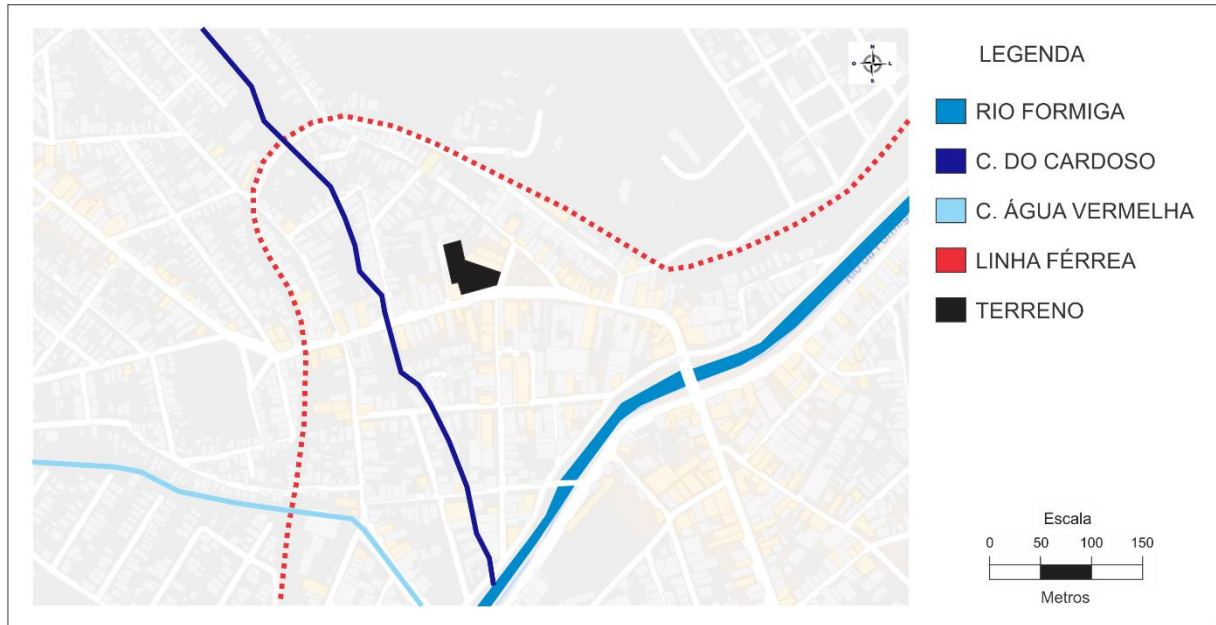 N
O L
S
LEGENDA
RIO FORMIGA
C. DO CARDOSO
C. ÁGUA VERMELHA
LINHA FÉRREA
TERRENO
Escala
0 50 100 150
Metros